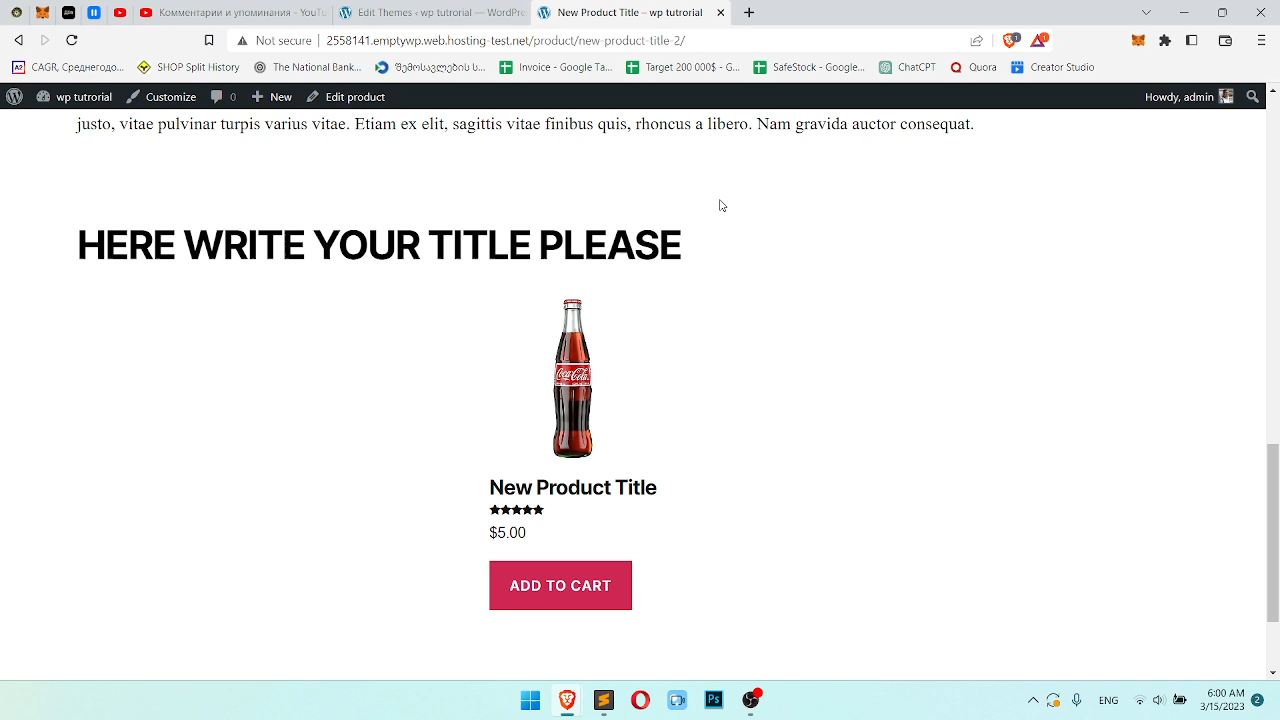 Комментарии и упоминания - YouTu
Edit Themes ‹ wp tutorial — WordPre
New Product Title – wp tutorial
Not secure
2558141.emptywp.web.hosting-test.net/product/new-product-title-2/
CAGR, Среднегодо...
SHOP Split History
The National Bank...
Invoice - Google Ta...
Target 200 000$ - G...
SafeStock - Google...
ChatGPT
Quora
Creator Studio
wp tutorial
Customize
0
New
Edit product
Howdy, admin
justo, vitae pulvinar turpis varius vitae. Etiam ex elit, sagittis vitae finibus quis, rhoncus a libero. Nam gravida auctor consequat.
HERE WRITE YOUR TITLE PLEASE
Coca-Cola
New Product Title
$5.00
ADD TO CART
Ps
ENG
6:00 AM
3/15/2023
2